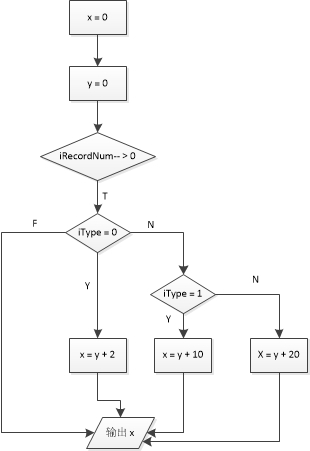 x = 0
y = 0
iRecordNum-- > 0
T
F
iType = 0
N
iType = 1
N
Y
Y
x = y + 2
x = y + 10
X = y + 20
输出 x